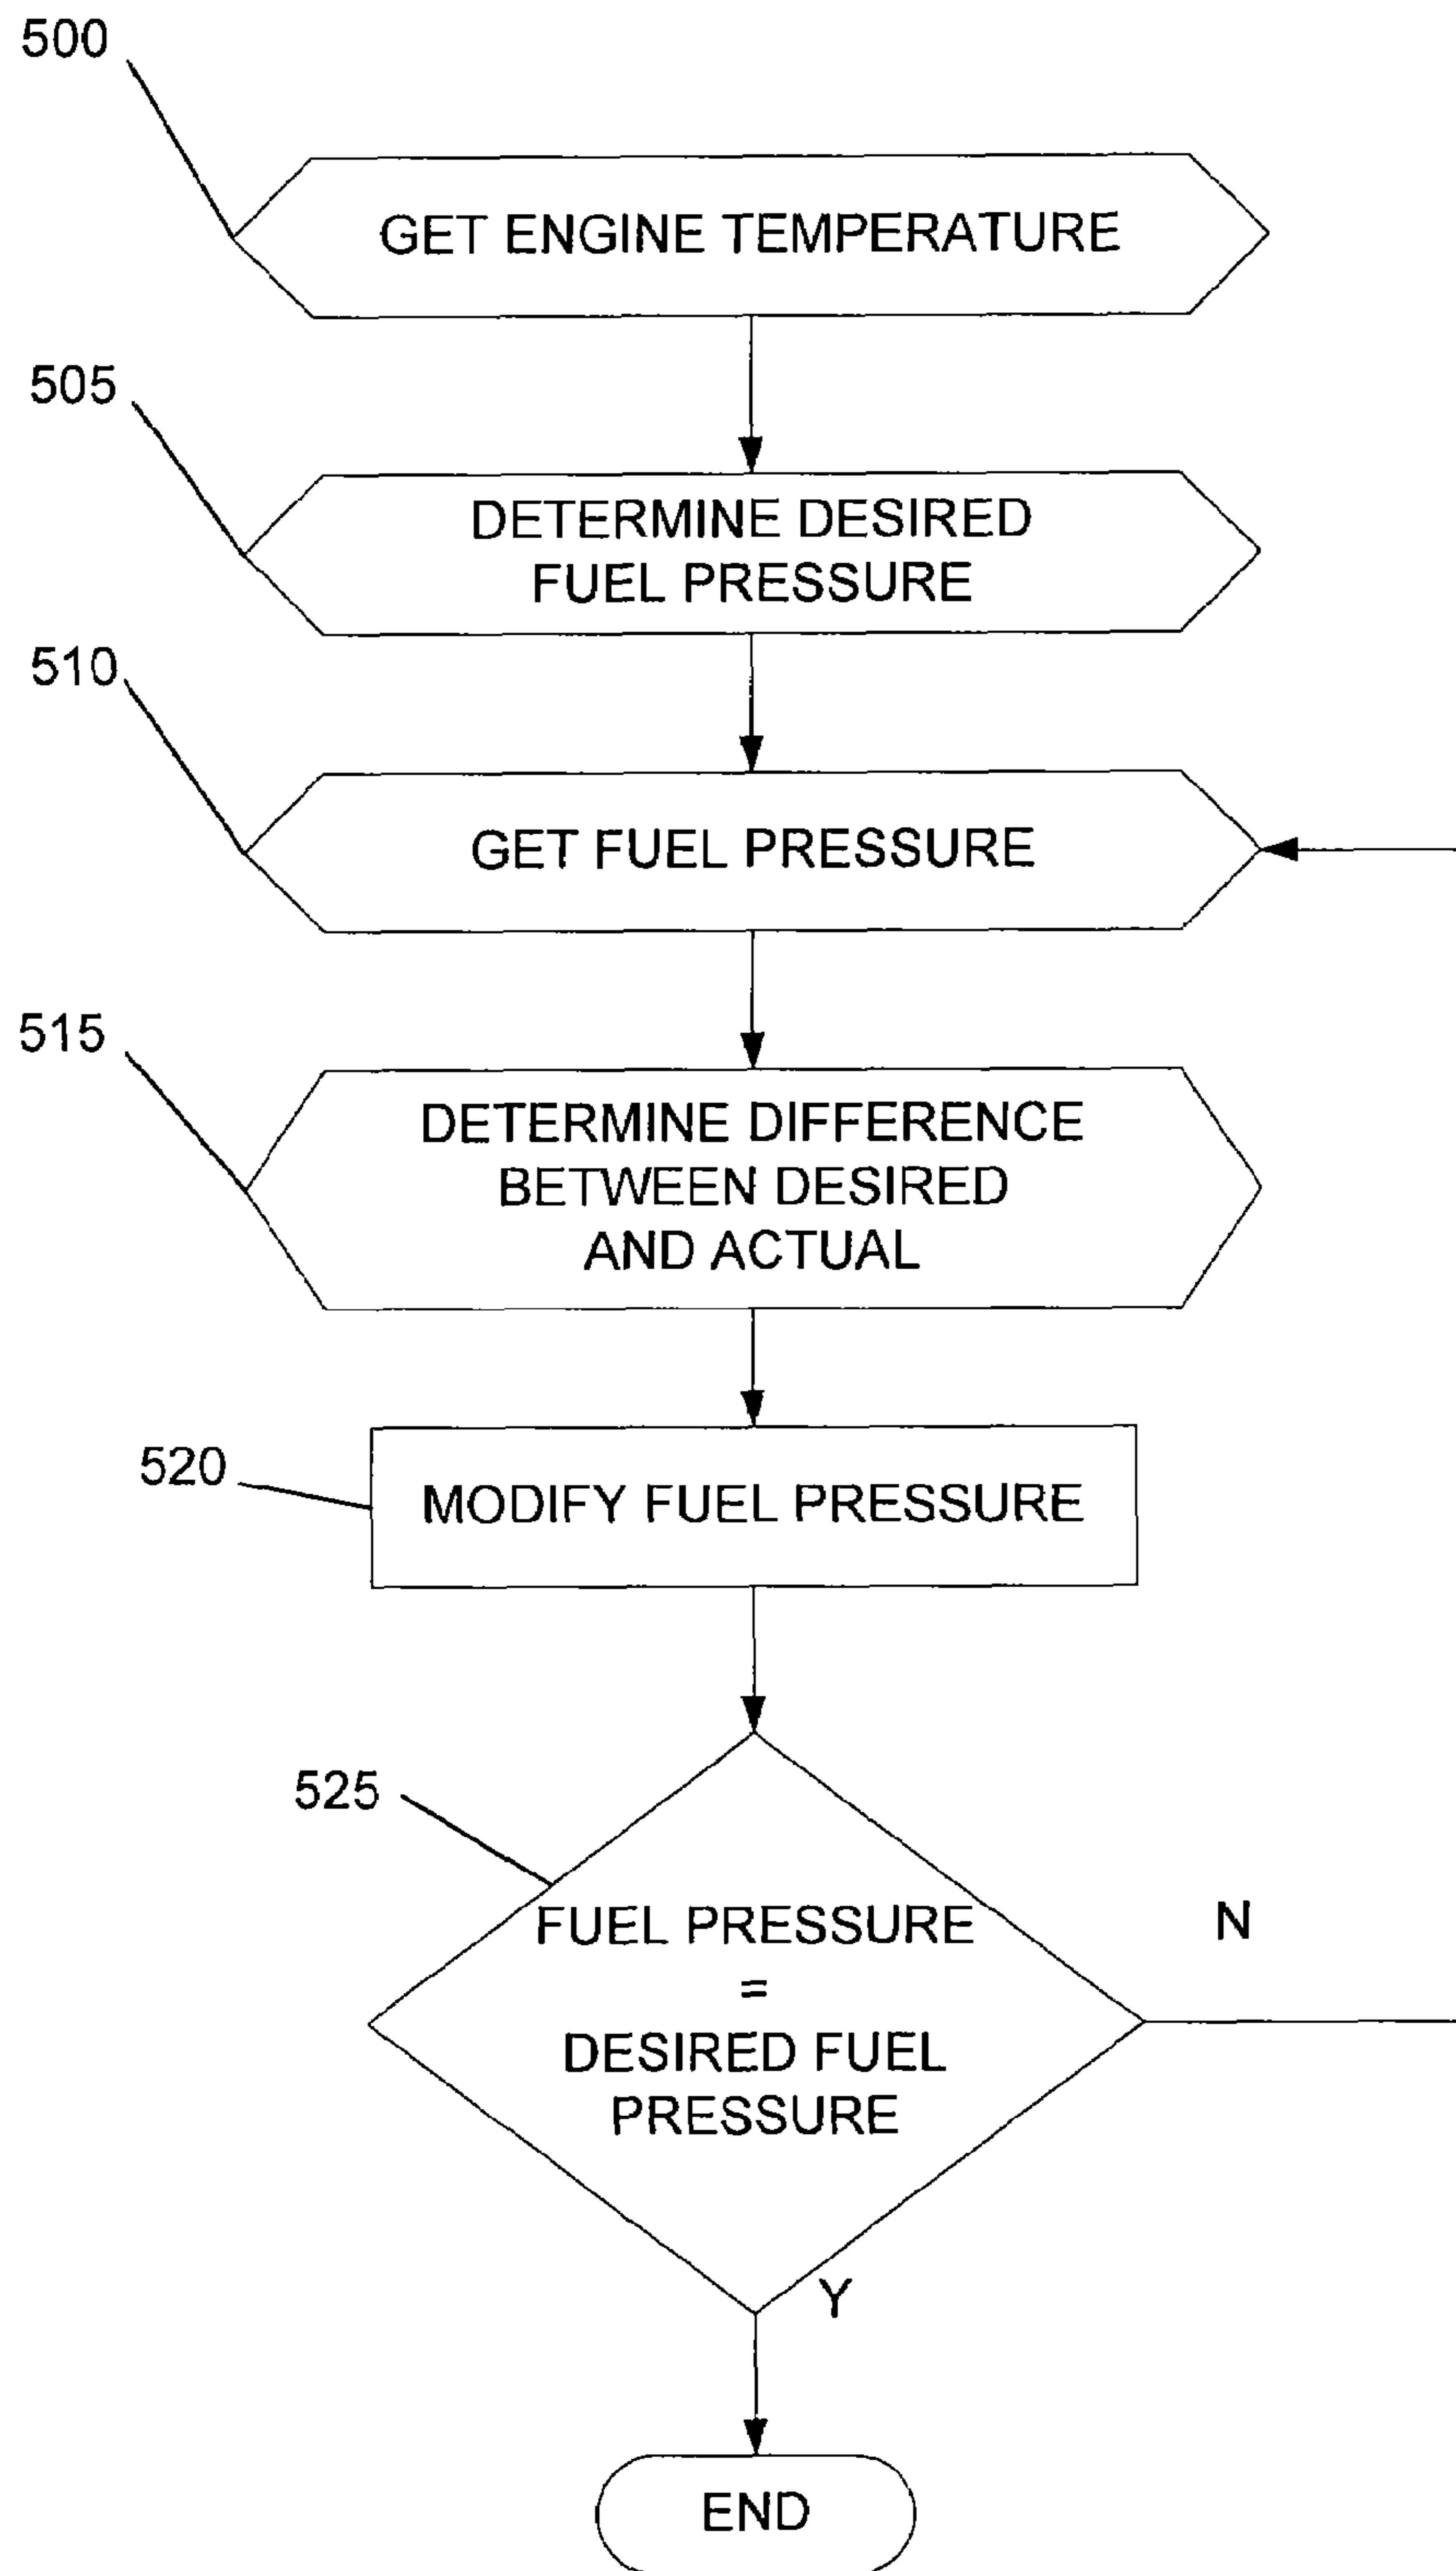 500
GET ENGINE TEMPERATURE
505
DETERMINE DESIRED
FUEL PRESSURE
510
GET FUEL PRESSURE
515
DETERMINE DIFFERENCE
BETWEEN DESIRED
AND ACTUAL
520
MODIFY FUEL PRESSURE
525
FUEL PRESSURE
=
DESIRED FUEL
PRESSURE
N
Y
END